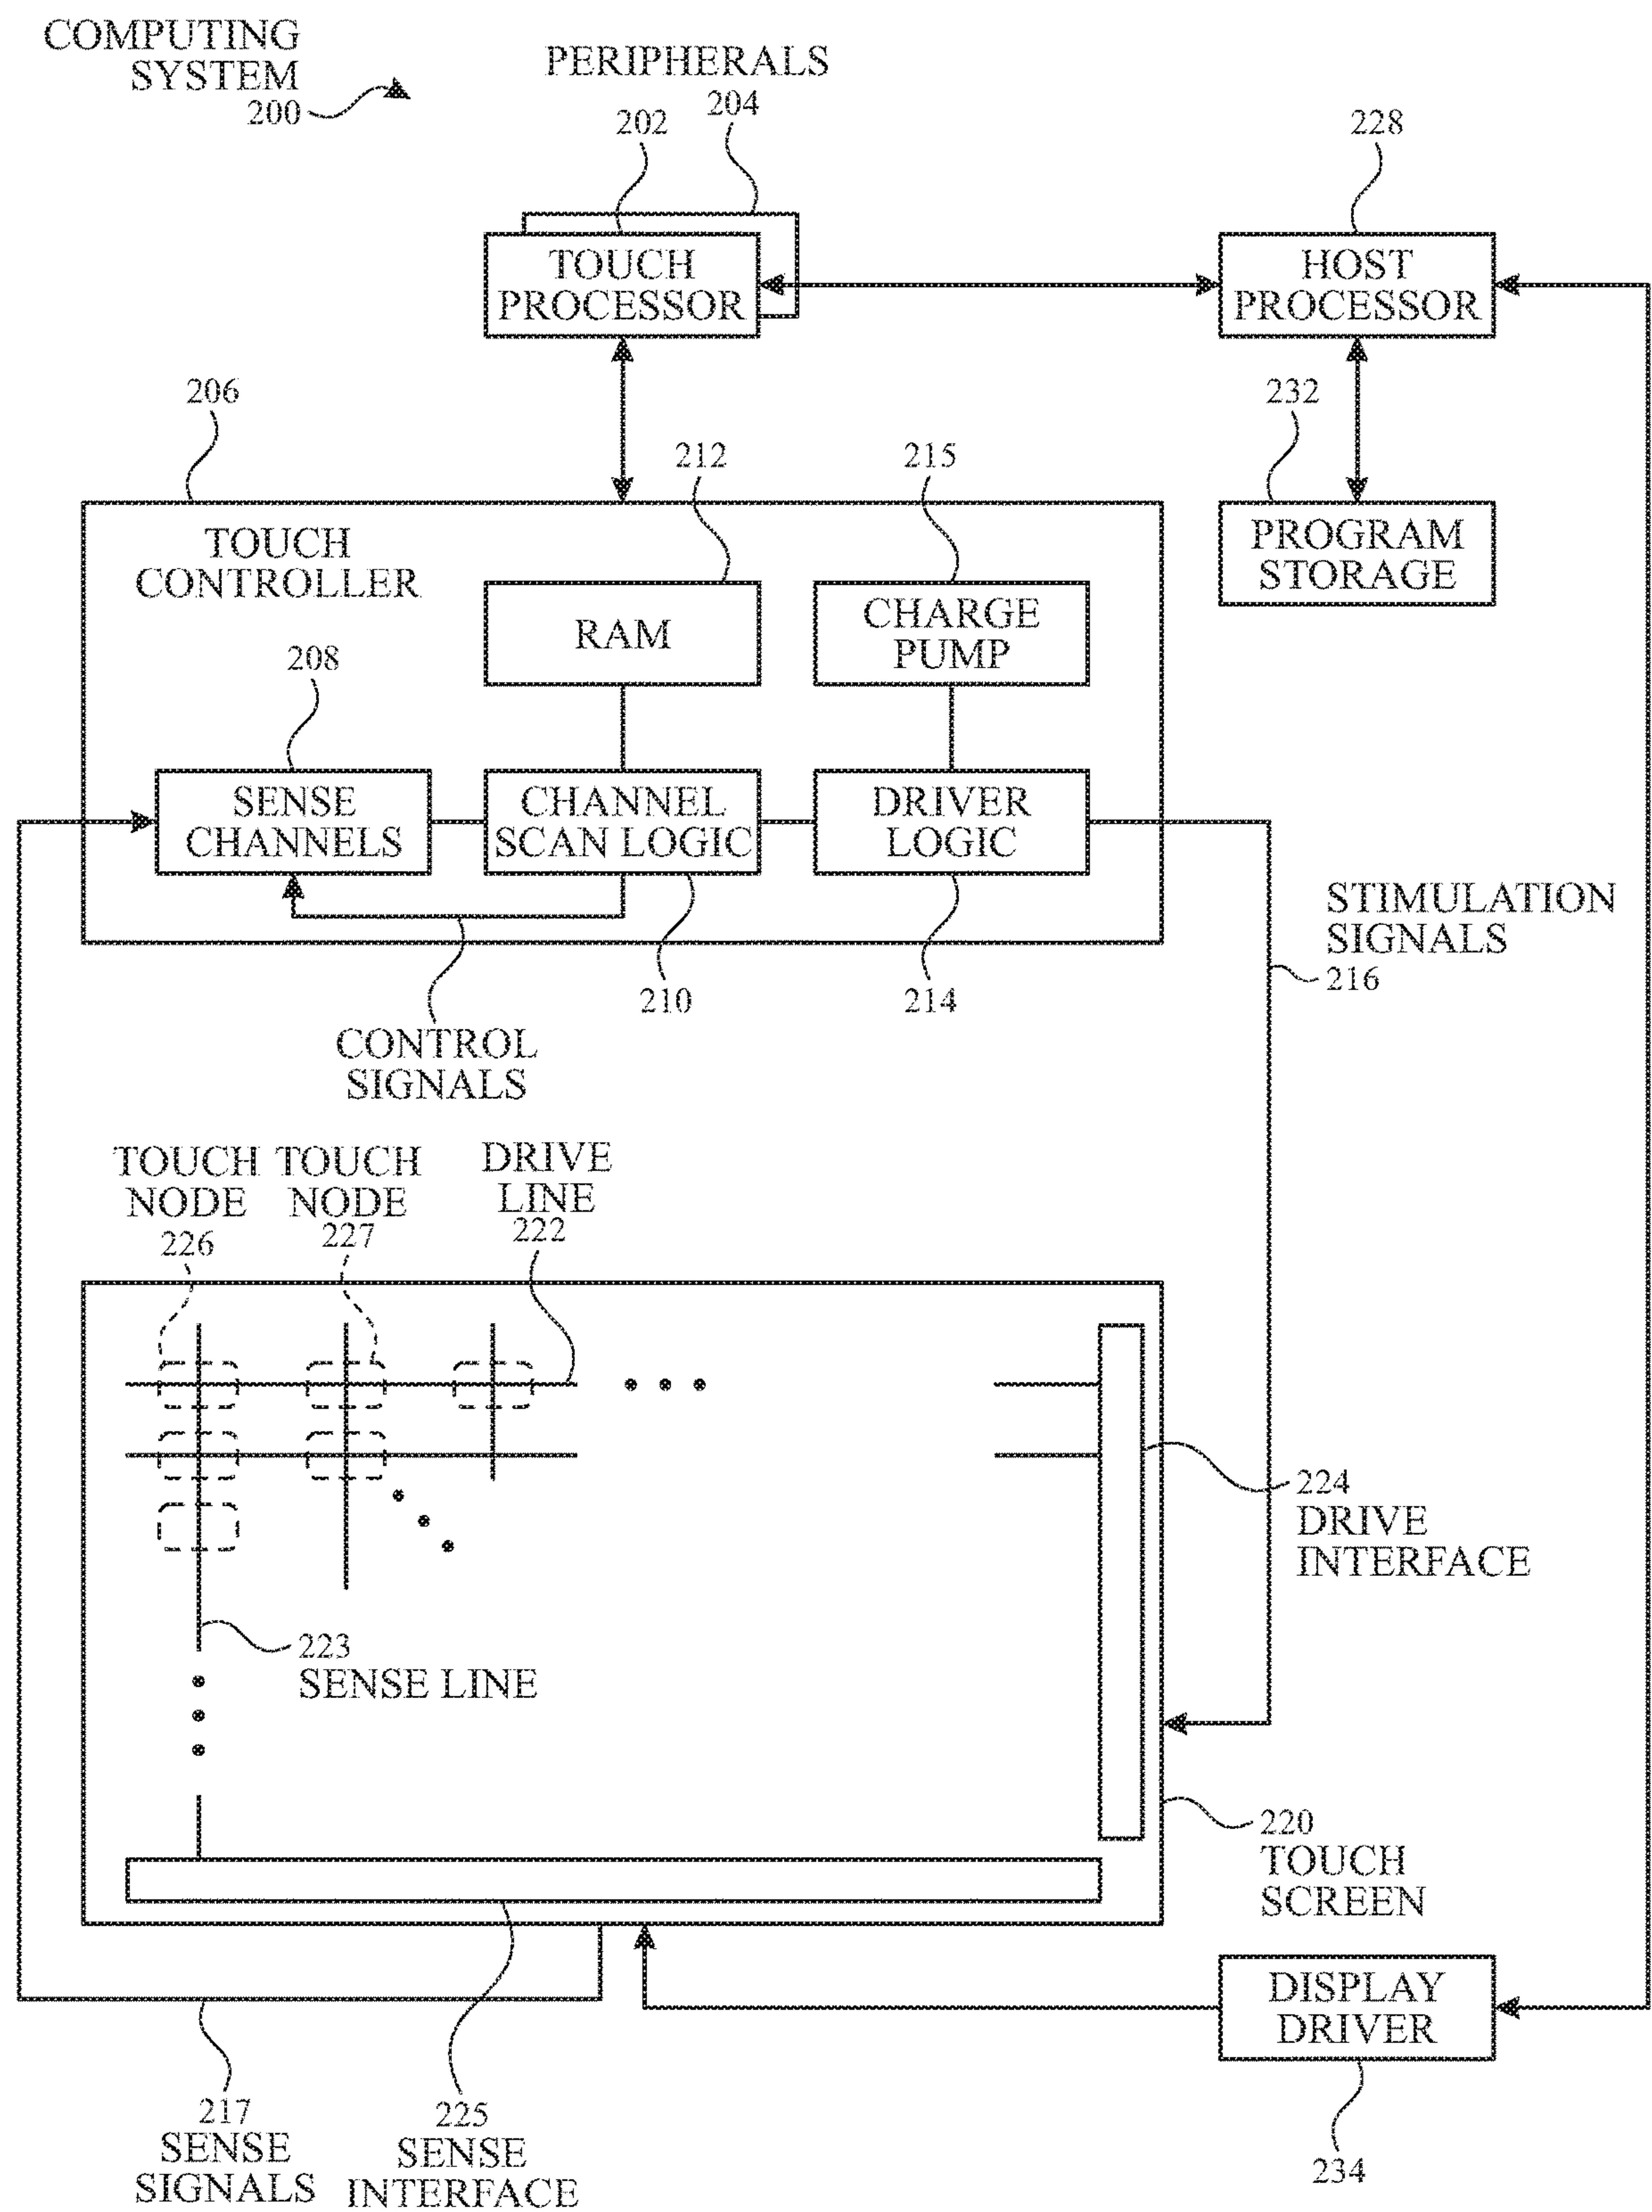 COMPUTING
SYSTEM
200
PERIPHERALS
204
202
228
TOUCH
PROCESSOR
HOST
PROCESSOR
206
212
215
232
TOUCH
CONTROLLER
RAM
CHARGE
PUMP
PROGRAM
STORAGE
208
SENSE
CHANNELS
CHANNEL
SCAN LOGIC
DRIVER
LOGIC
STIMULATION
SIGNALS
216
210
214
CONTROL
SIGNALS
TOUCH
NODE
226
TOUCH
NODE
227
DRIVE
LINE
222
224
DRIVE
INTERFACE
223
SENSE LINE
220
TOUCH
SCREEN
DISPLAY
DRIVER
234
217
SENSE
SIGNALS
225
SENSE
INTERFACE